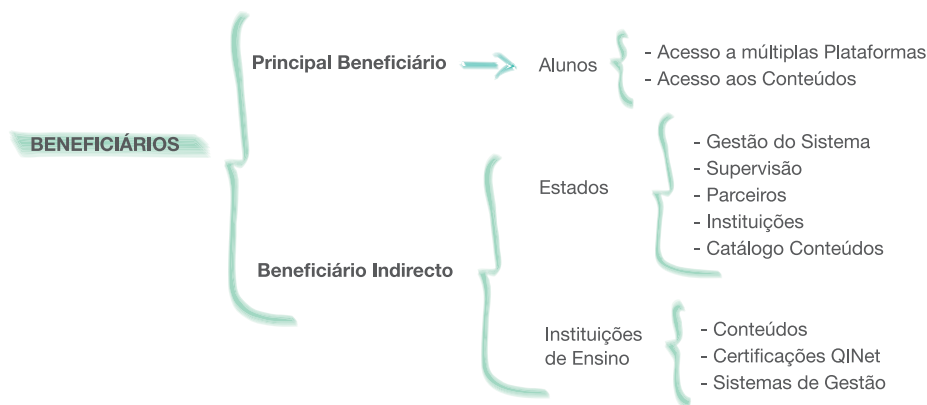 BENEFICIÁRIOS
Principal Beneficiário
Alunos
- Acesso a múltiplas Plataformas
- Acesso aos Conteúdos
Beneficiário Indirecto
Estados
- Gestão do Sistema
- Supervisão
- Parceiros
- Instituições
- Catálogo Conteúdos
Instituições
de Ensino
- Conteúdos
- Certificações QINet
- Sistemas de Gestão